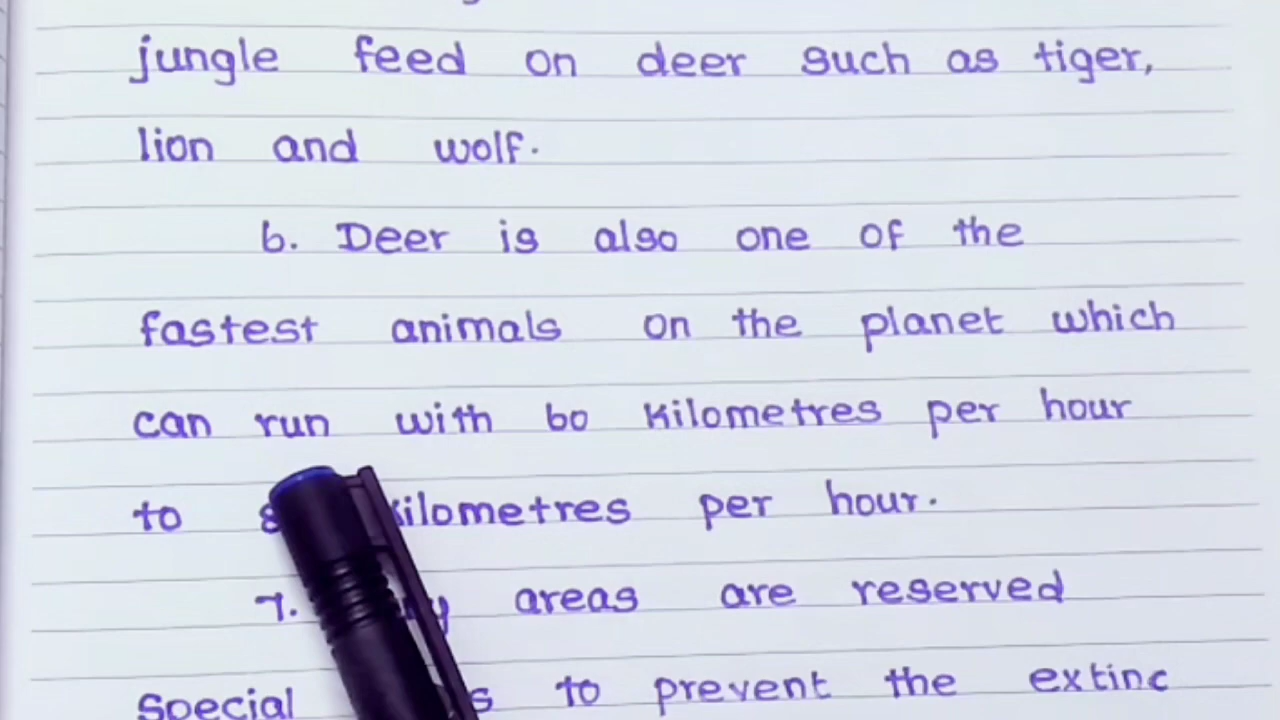 jungle feed on deer such as tiger,
lion and wolf.
6. Deer is also one of the
fastest animals on the planet which
can run with 60 kilometres per hour
to kilometres per hour.
7. areas are reserved
Special to prevent the extinc